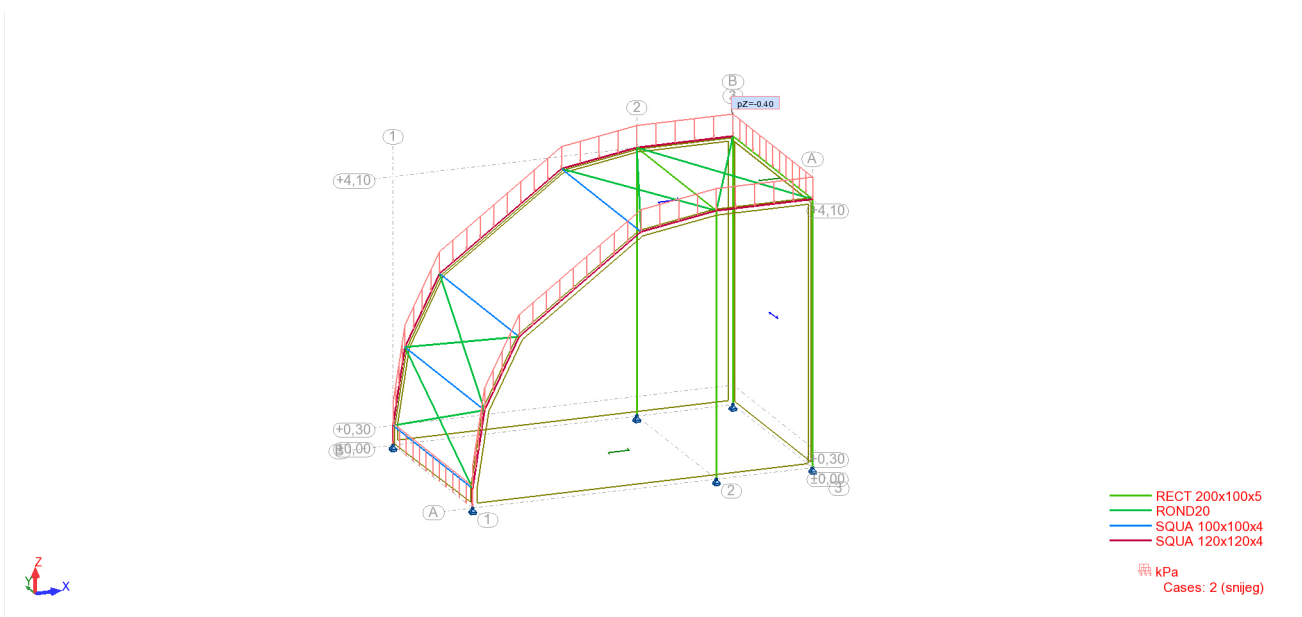 B
3
pZ=-0.40
2
1
A
+4,10
+4,10
+0,30
±0,00
B
+0,30
±0,00
3
2
A
1
RECT 200x100x5
ROND20
SQUA 100x100x4
SQUA 120x120x4
kPa
Cases: 2 (snijeg)
Z
Y
X